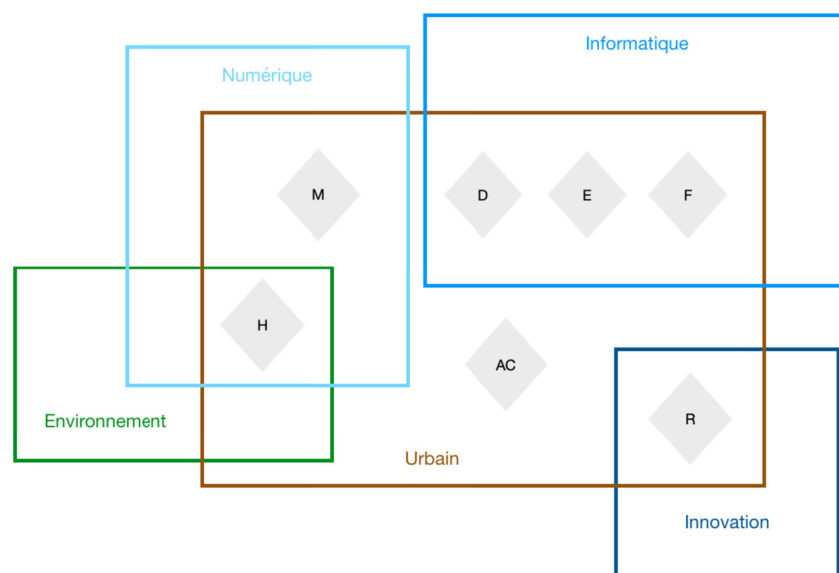 Informatique
Numérique
M
D
E
F
H
AC
R
Environnement
Urbain
Innovation